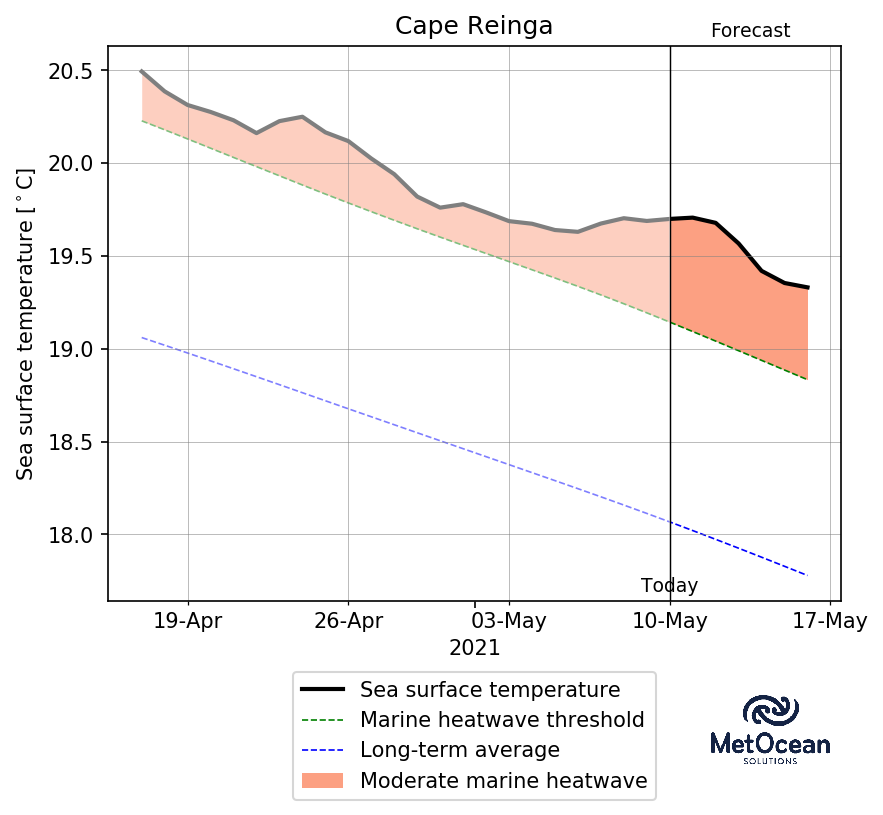 Cape Reinga
Forecast
Sea surface temperature [°C]
20.5
20.0
19.5
19.0
18.5
18.0
Today
19-Apr 26-Apr 03-May 10-May 17-May
2021
Sea surface temperature
Marine heatwave threshold
Long-term average
Moderate marine heatwave
MetOcean
SOLUTIONS